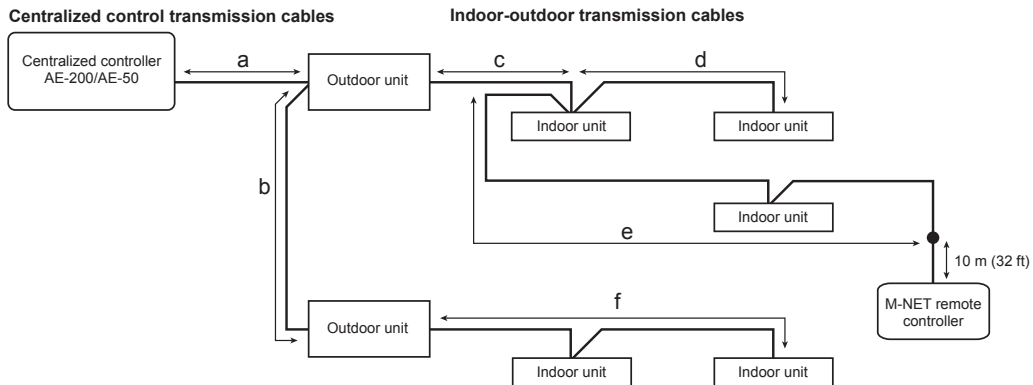 Centralized control transmission cables
Indoor-outdoor transmission cables
Centralized controller
AE-200/AE-50
a
Outdoor unit
c
d
Indoor unit
Indoor unit
b
Indoor unit
e
10 m (32 ft)
M-NET remote
controller
Outdoor unit
f
Indoor unit
Indoor unit